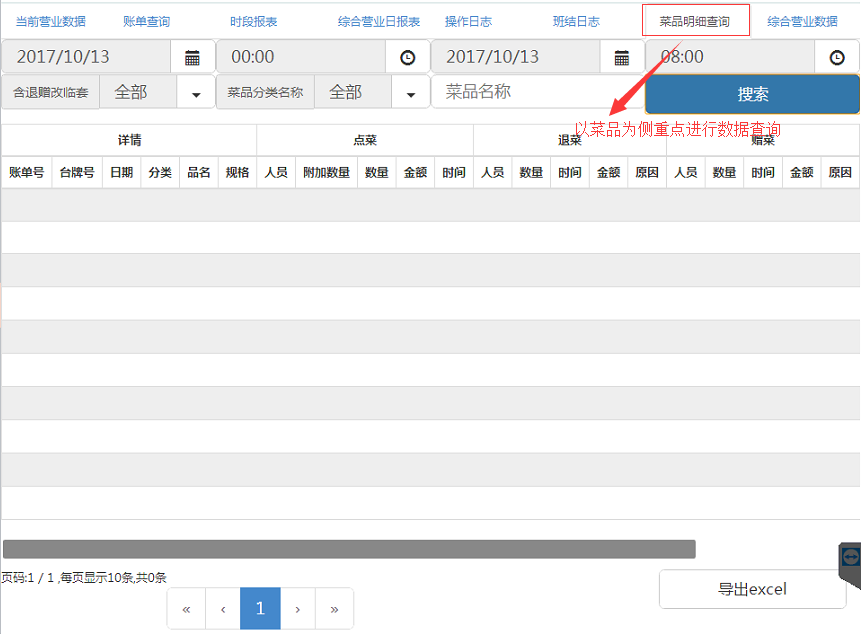 当前营业数据 账单查询 时段报表 综合营业日报表 操作日志 班结日志 菜品明细查询 综合营业数据
2017/10/13 00:00 2017/10/13 08:00
含退赠改临套 全部 菜品分类名称 全部 菜品名称 搜索
以菜品为侧重点进行数据查询
详情 点菜 退菜 赠菜
账单号 台牌号 日期 分类 品名 规格 人员 附加数量 数量 金额 时间 人员 数量 时间 金额 原因 人员 数量 时间 金额 原因
页码:1 / 1 ,每页显示10条,共0条
导出excel
« ‹ 1 › »